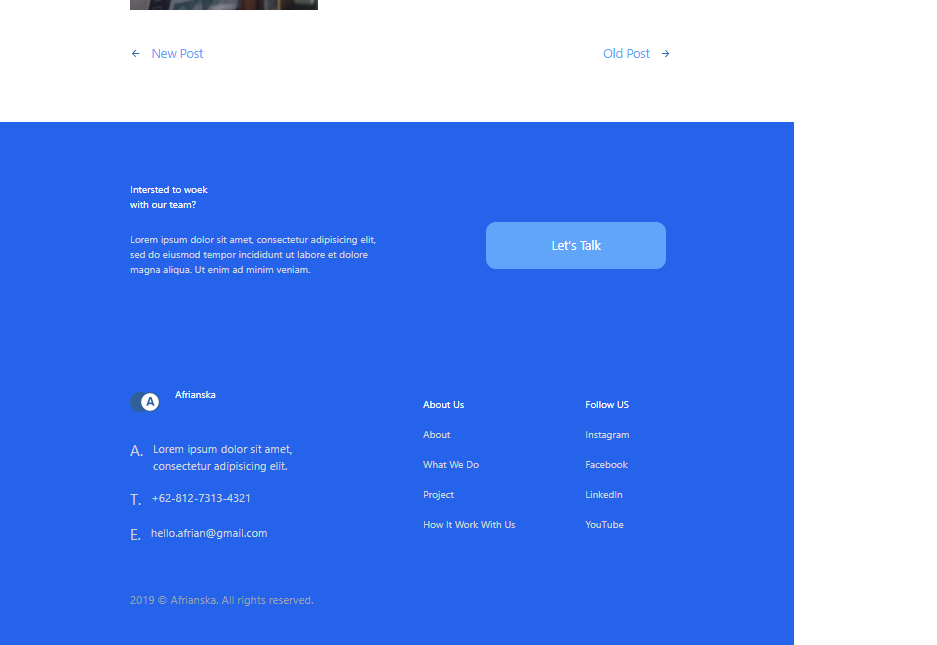 ← New Post
Old Post →
Intersted to woek
with our team?
Lorem ipsum dolor sit amet, consectetur adipisicing elit,
sed do eiusmod tempor incididunt ut labore et dolore
magna aliqua. Ut enim ad minim veniam.
Let's Talk
A
Afrianska
A. Lorem ipsum dolor sit amet,
consectetur adipisicing elit.
T. +62-812-7313-4321
E. hello.afrian@gmail.com
About Us
About
What We Do
Project
How It Work With Us
Follow US
Instagram
Facebook
LinkedIn
YouTube
2019 © Afrianska. All rights reserved.